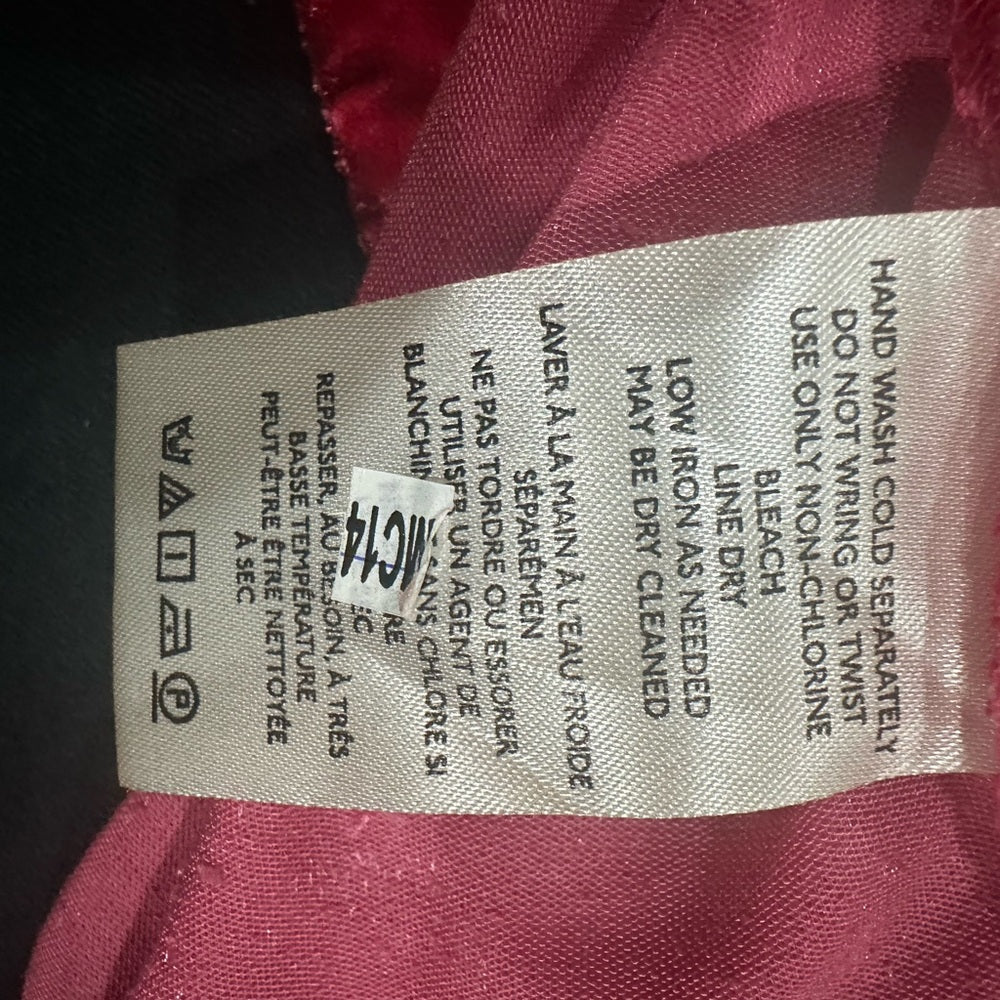 HAND WASH COLD SEPARATELY
DO NOT WRING OR TWIST
USE ONLY NON-CHLORINE
BLEACH
LINE DRY
LOW IRON AS NEEDED
MAY BE DRY CLEANED
LAVER À LA MAIN À L'EAU FROIDE
SÉPARÉMEN
NE PAS TORDRE OU ESSORER
UTILISER UN AGENT DE
SANS CHLORE SI
MC14
REPASSER, AU BESOIN, À TRÉS
BASSE TEMPÉRATURE
PEUT-ÊTRE ÊTRE NETTOYÉE
À SEC
P